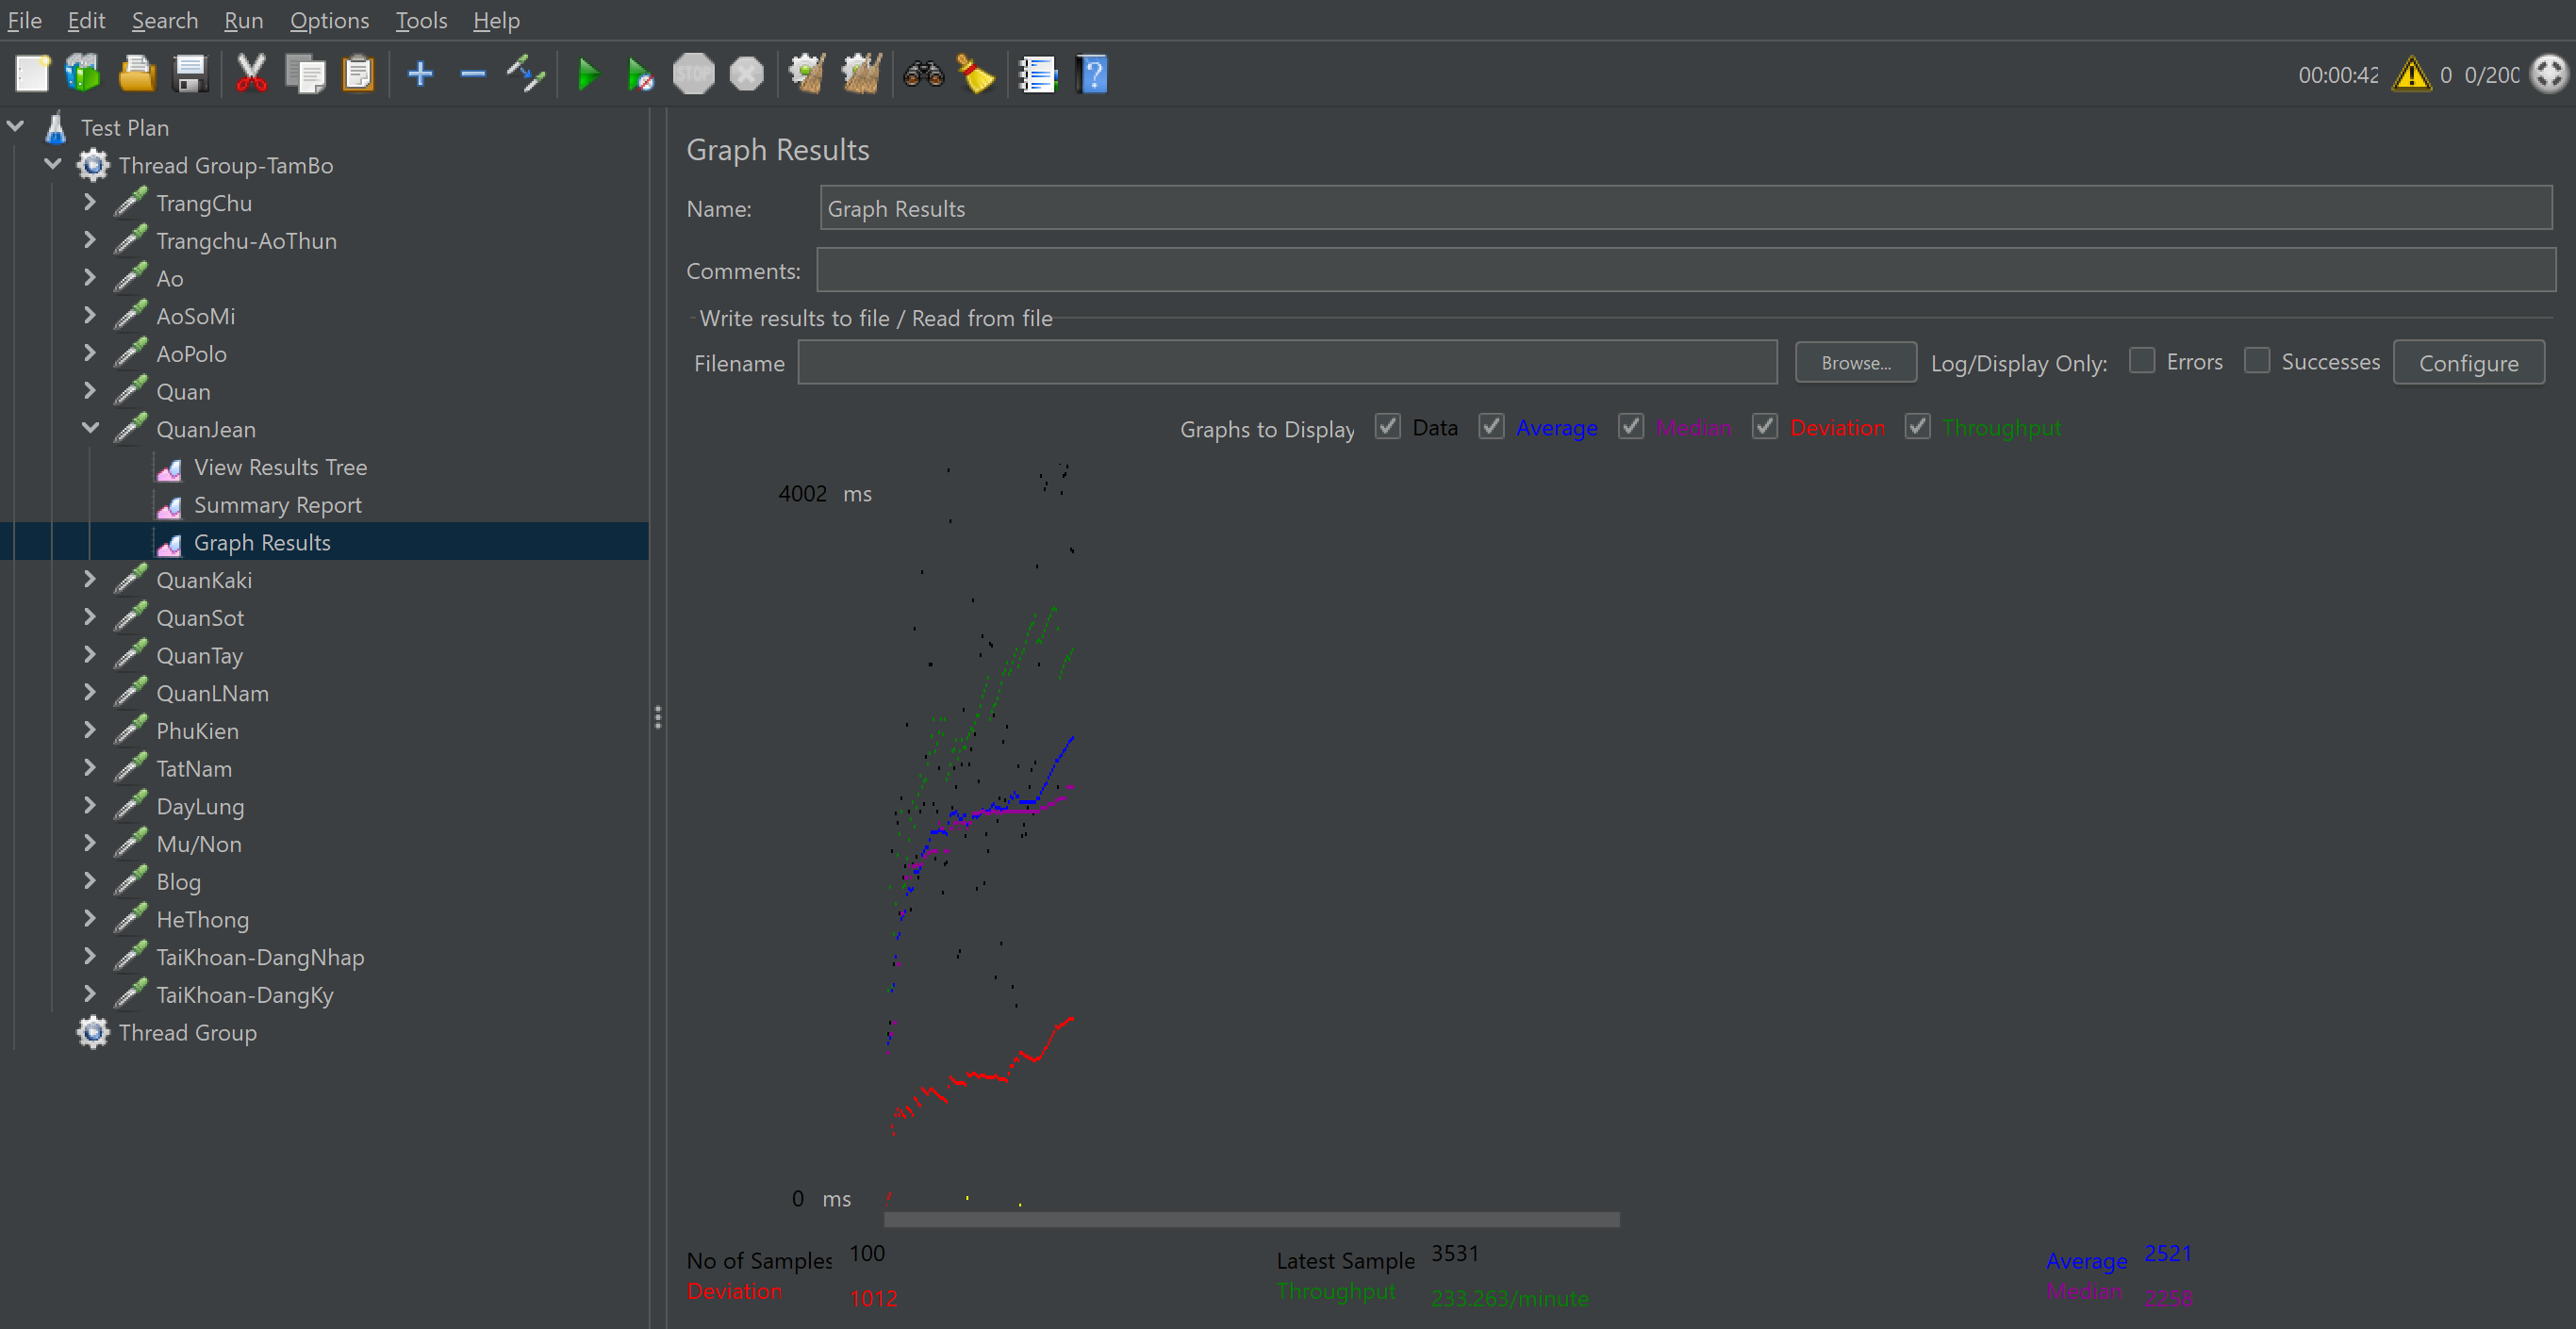 File Edit Search Run Options Tools Help
STOP
00:00:42 0 0/200
Test Plan
Thread Group-TamBo
TrangChu
Trangchu-AoThun
Ao
AoSoMi
AoPolo
Quan
QuanJean
View Results Tree
Summary Report
Graph Results
QuanKaki
QuanSot
QuanTay
QuanLNam
PhuKien
TatNam
DayLung
Mu/Non
Blog
HeThong
TaiKhoan-DangNhap
TaiKhoan-DangKy
Thread Group
Graph Results
Name: Graph Results
Comments:
Write results to file / Read from file
Filename Browse... Log/Display Only: Errors Successes Configure
Graphs to Display Data Average Median Deviation Throughput
4002 ms
0 ms
No of Samples 100 Latest Sample 3531 Average 2521
Deviation 1012 Throughput 233.263/minute Median 2258